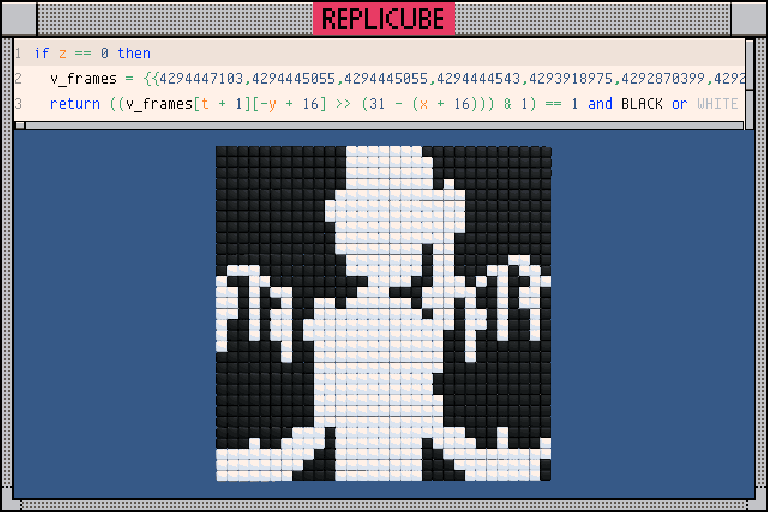 REPLICUBE
1 if z == 0 then
2 v_frames = {{4294447103,4294445055,4294445055,4294444543,4293918975,4292870399,4292
3 return ((v_frames[t + 1][-y + 16] >> (31 - (x + 16))) & 1) == 1 and BLACK or WHITE